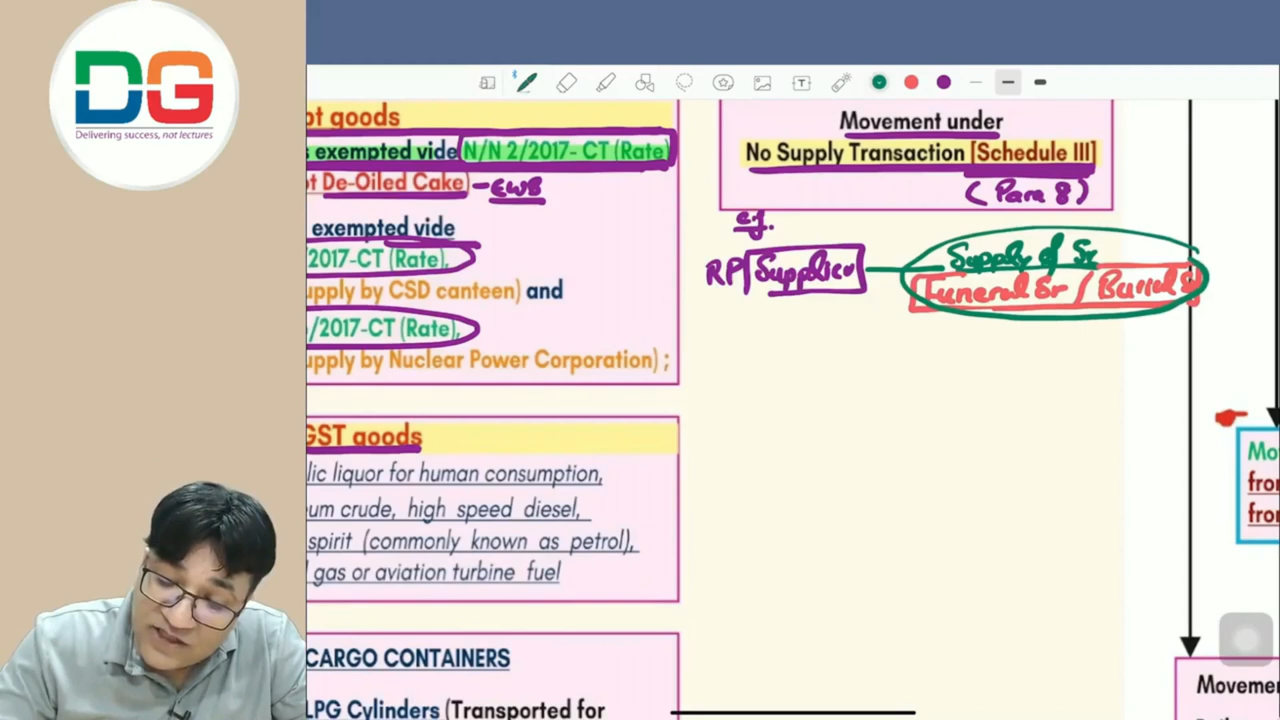 DG
Delivering success, not lectures
ot goods
s exempted vide N/N 2/2017- CT (Rate)
ot De-Oiled Cake) - EWB
exempted vide
2017-CT (Rate),
upply by CSD canteen) and
/2017-CT (Rate),
upply by Nuclear Power Corporation) ;
GST goods
lic liquor for human consumption,
um crude, high speed diesel,
spirit (commonly known as petrol),
gas or aviation turbine fuel
CARGO CONTAINERS
LPG Cylinders (Transported for
Movement under
No Supply Transaction [Schedule III]
(Para 8)
e.g.
RP/Supplier
Supply of Sr
Funeral Sr / Burial S
Mo
from
from
Movemen